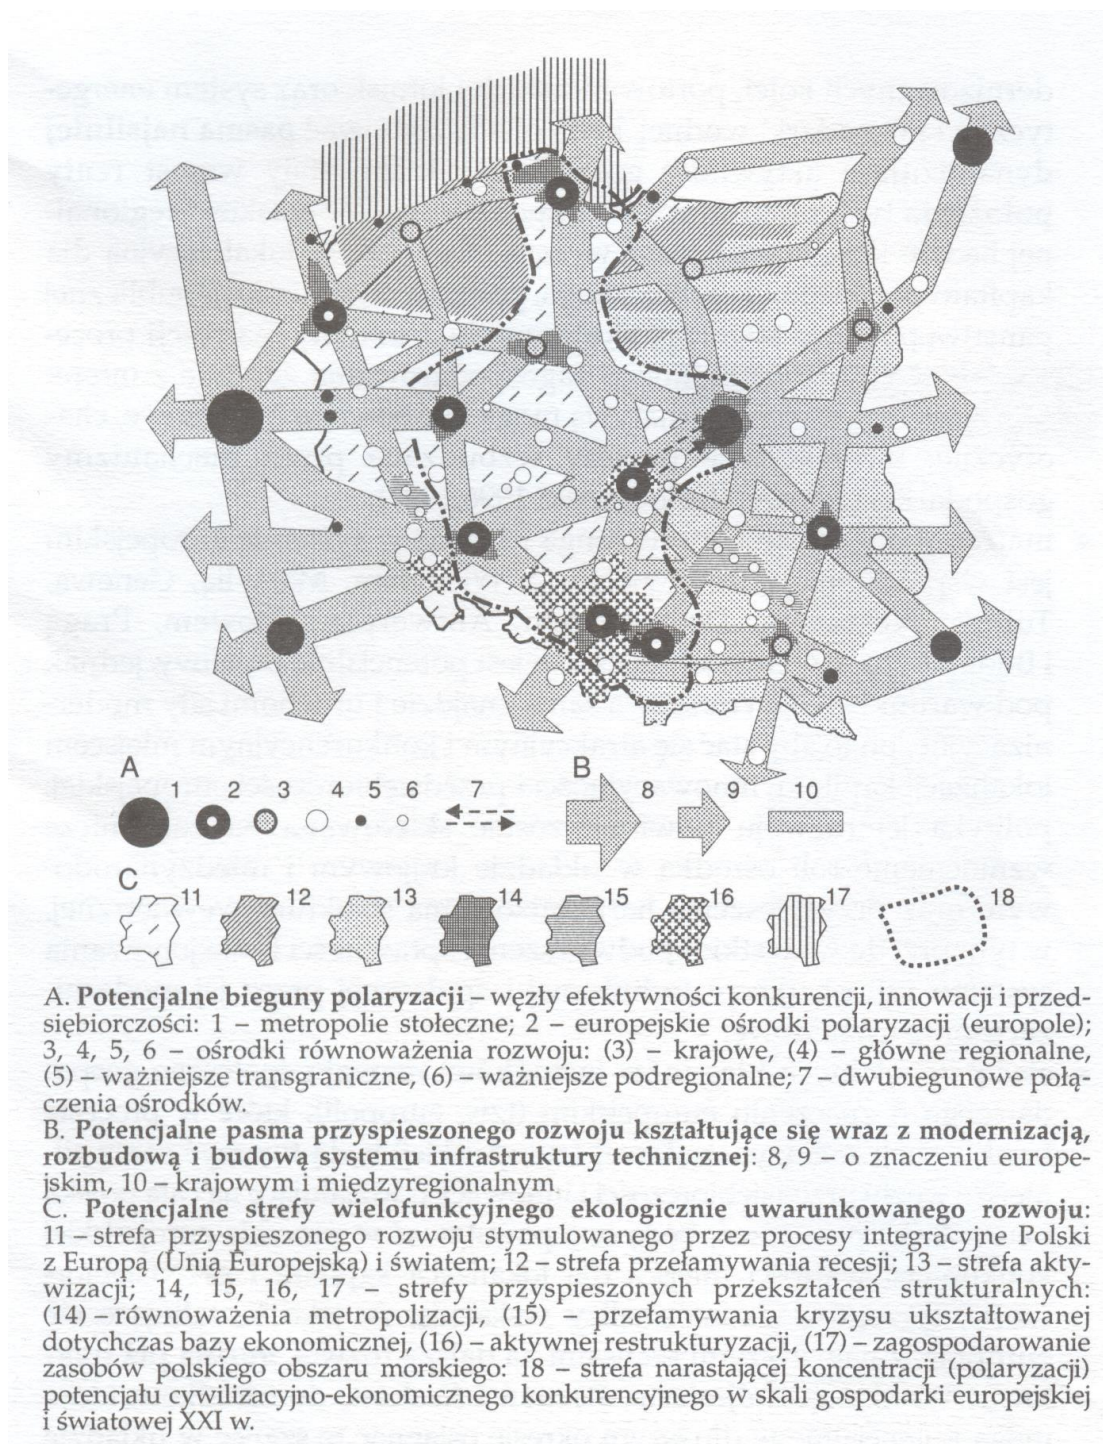 A
1 2 3 4 5 6 7
B
8 9 10
C
11 12 13 14 15 16 17 18
A. Potencjalne bieguny polaryzacji – węzły efektywności konkurencji, innowacji i przed-
siębiorczości: 1 – metropolie stołeczne; 2 – europejskie ośrodki polaryzacji (europole);
3, 4, 5, 6 – ośrodki równoważenia rozwoju: (3) – krajowe, (4) – główne regionalne,
(5) – ważniejsze transgraniczne, (6) – ważniejsze podregionalne; 7 – dwubiegunowe połą-
czenia ośrodków.
B. Potencjalne pasma przyspieszonego rozwoju kształtujące się wraz z modernizacją,
rozbudową i budową systemu infrastruktury technicznej: 8, 9 – o znaczeniu europe-
jskim, 10 – krajowym i międzyregionalnym
C. Potencjalne strefy wielofunkcyjnego ekologicznie uwarunkowanego rozwoju:
11 – strefa przyspieszonego rozwoju stymulowanego przez procesy integracyjne Polski
z Europą (Unią Europejską) i światem; 12 – strefa przełamywania recesji; 13 – strefa akty-
wizacji; 14, 15, 16, 17 – strefy przyspieszonych przekształceń strukturalnych:
(14) – równoważenia metropolizacji, (15) – przełamywania kryzysu ukształtowanej
dotychczas bazy ekonomicznej, (16) – aktywnej restrukturyzacji, (17) – zagospodarowanie
zasobów polskiego obszaru morskiego: 18 – strefa narastającej koncentracji (polaryzacji)
potencjału cywilizacyjno-ekonomicznego konkurencyjnego w skali gospodarki europejskiej
i światowej XXI w.